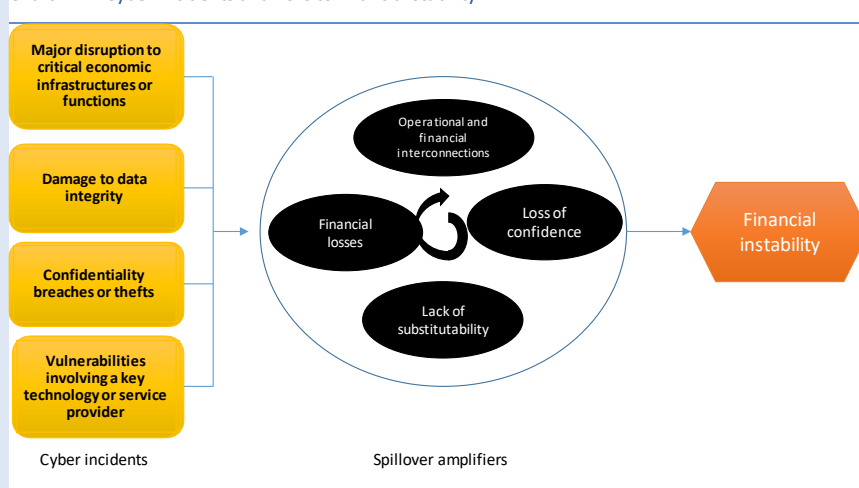 Major disruption to
critical economic
infrastructures or
functions
Damage to data
integrity
Confidentiality
breaches or thefts
Vulnerabilities
involving a key
technology or service
provider
Cyber incidents
Operational and
financial
interconnections
Financial
losses
Loss of
confidence
Lack of
substitutability
Spillover amplifiers
Financial
instability